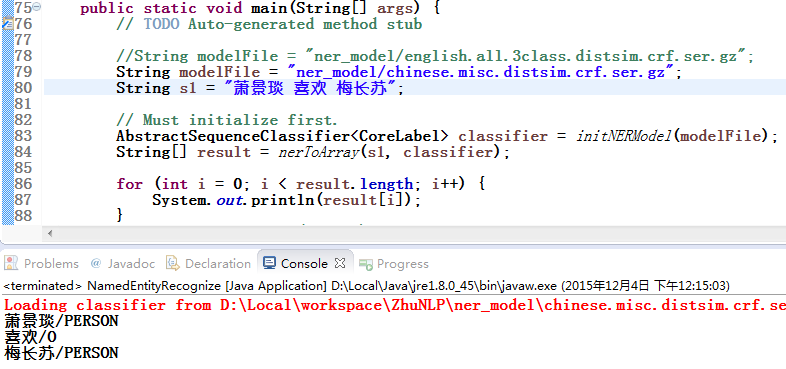 75 public static void main(String[] args) {
76 // TODO Auto-generated method stub
77
78 //String modelFile = "ner_model/english.all.3class.distsim.crf.ser.gz";
79 String modelFile = "ner_model/chinese.misc.distsim.crf.ser.gz";
80 String s1 = "萧景琰 喜欢 梅长苏";
81
82 // Must initialize first.
83 AbstractSequenceClassifier<CoreLabel> classifier = initNERModel(modelFile);
84 String[] result = nerToArray(s1, classifier);
85
86 for (int i = 0; i < result.length; i++) {
87 System.out.println(result[i]);
88 }
Problems @ Javadoc Declaration Console Progress
<terminated> NamedEntityRecognize [Java Application] D:\Local\Java\jre1.8.0_45\bin\javaw.exe (2015年12月4日 下午12:15:03)
Loading classifier from D:\Local\workspace\ZhuNLP\ner_model\chinese.misc.distsim.crf.se
萧景琰/PERSON
喜欢/O
梅长苏/PERSON